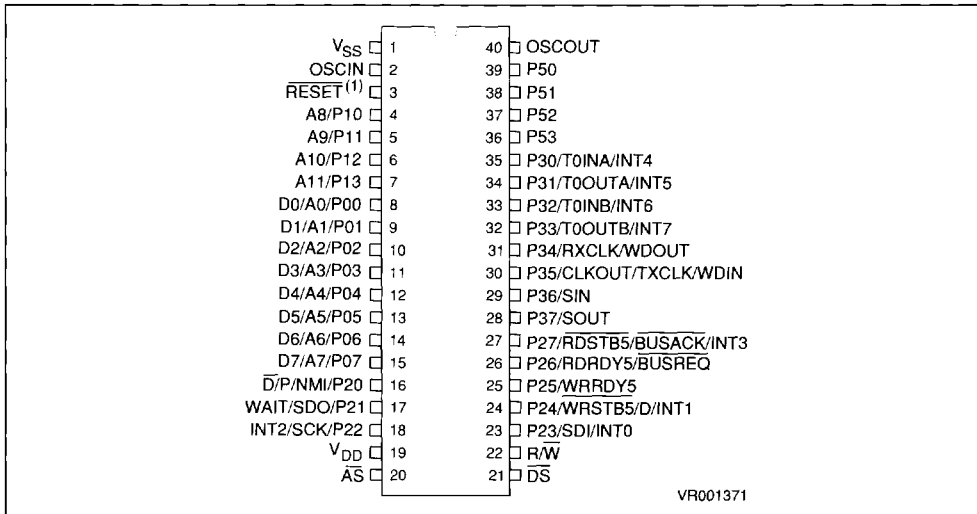 VSS 1 40 OSCOUT
OSCIN 2 39 P50
RESET(1) 3 38 P51
A8/P10 4 37 P52
A9/P11 5 36 P53
A10/P12 6 35 P30/T0INA/INT4
A11/P13 7 34 P31/T0OUTA/INT5
D0/A0/P00 8 33 P32/T0INB/INT6
D1/A1/P01 9 32 P33/T0OUTB/INT7
D2/A2/P02 10 31 P34/RXCLK/WDOUT
D3/A3/P03 11 30 P35/CLKOUT/TXCLK/WDIN
D4/A4/P04 12 29 P36/SIN
D5/A5/P05 13 28 P37/SOUT
D6/A6/P06 14 27 P27/RDSTB5/BUSACK/INT3
D7/A7/P07 15 26 P26/RDRDY5/BUSREQ
D/P/NMI/P20 16 25 P25/WRRDY5
WAIT/SDO/P21 17 24 P24/WRSTB5/D/INT1
INT2/SCK/P22 18 23 P23/SDI/INT0
VDD 19 22 R/W
AS 20 21 DS
VR001371